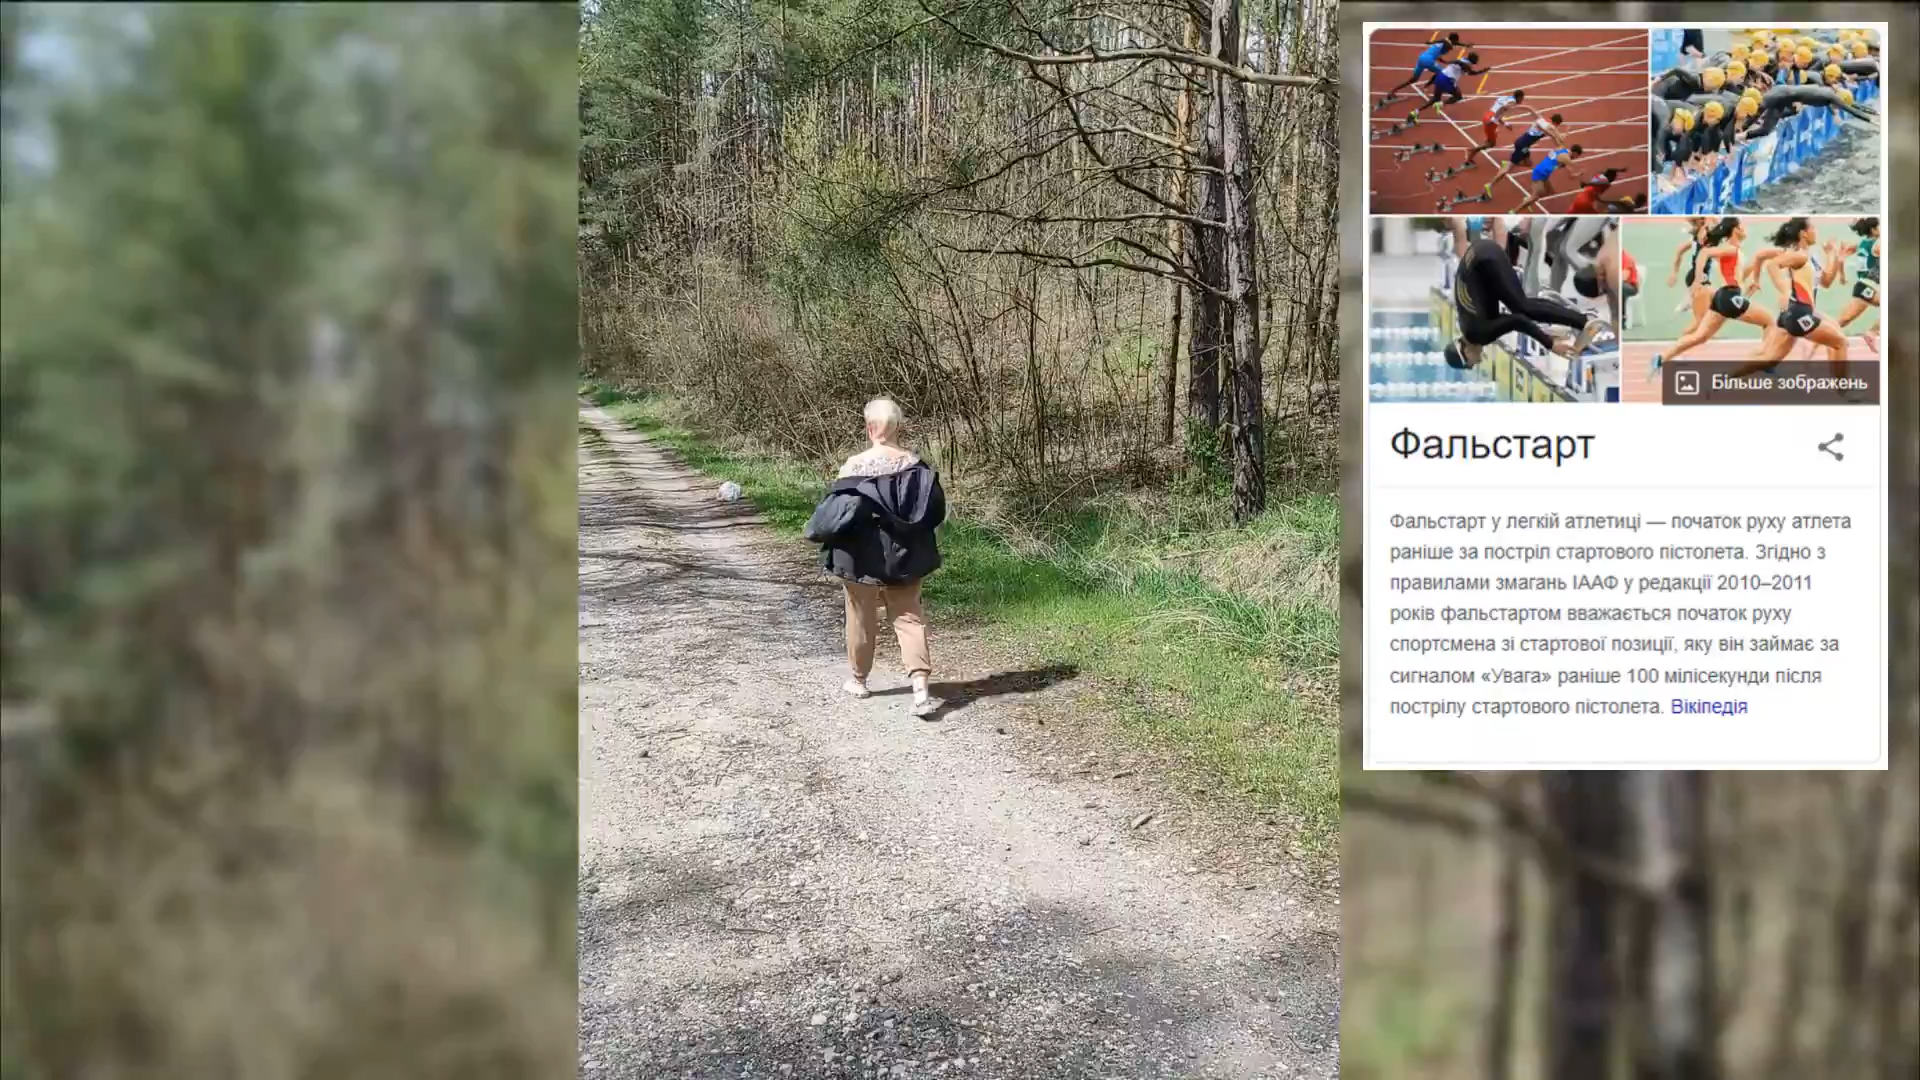 Більше зображень
Фальстарт
Фальстарт у легкій атлетиці — початок руху атлета
раніше за постріл стартового пістолета. Згідно з
правилами змагань ІААФ у редакції 2010–2011
років фальстартом вважається початок руху
спортсмена зі стартової позиції, яку він займає за
сигналом «Увага» раніше 100 мілісекунди після
пострілу стартового пістолета. Вікіпедія